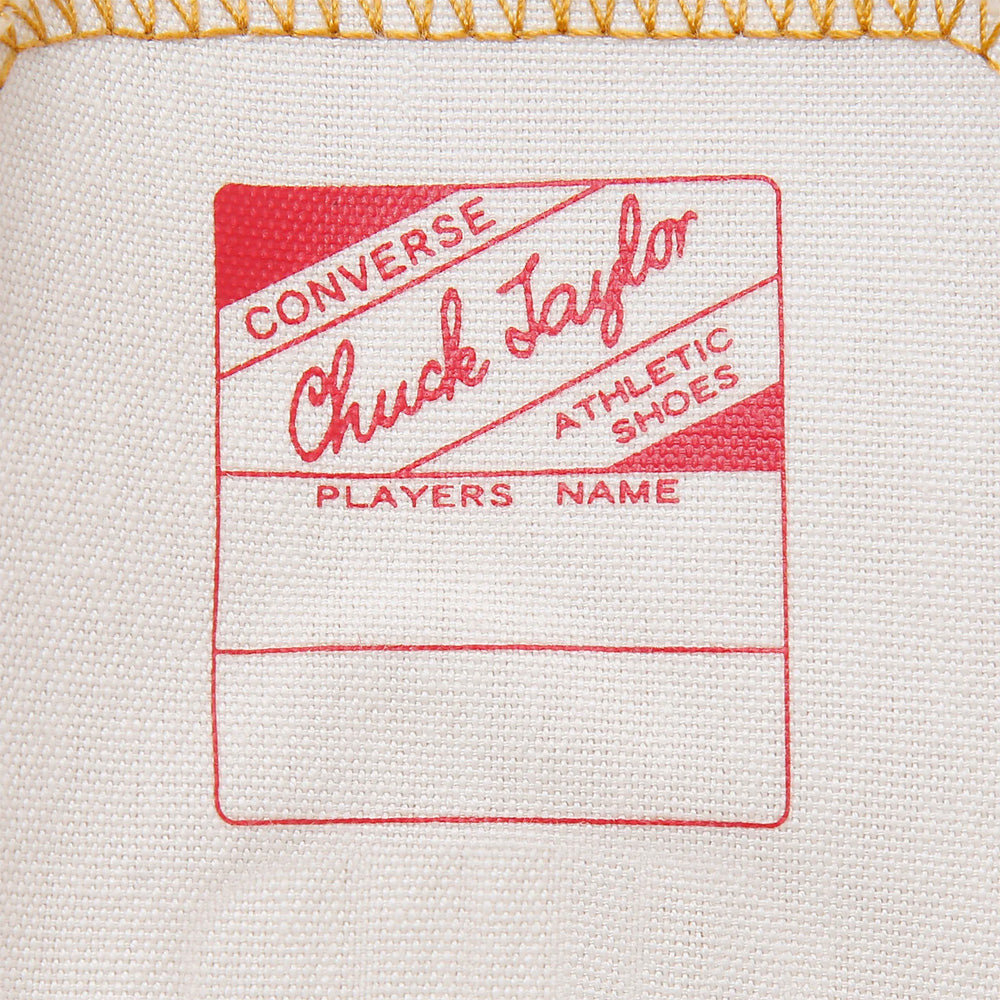 CONVERSE
Chuck Taylor
ATHLETIC
SHOES
PLAYERS NAME